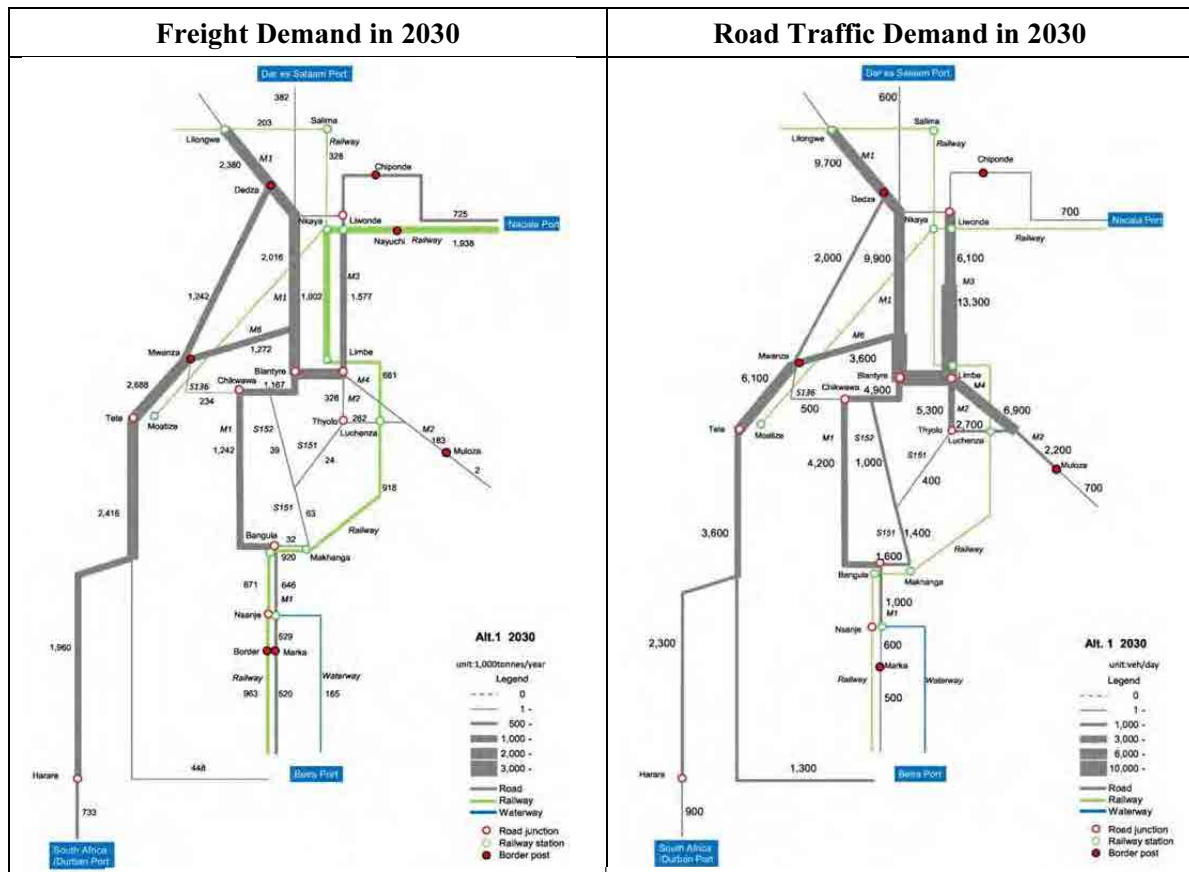 Freight Demand in 2030
Dar es Salaam Port
382
203
Salima
Lilongwe
Railway
328
M1
2,380
Chiponde
Dedza
725
Nkaya
Liwonde
Nacala Port
Nayuchi
Railway
1,938
2,016
M3
1,002
1,577
M1
1,242
M6
1,272
Mwanza
Limbe
Blantyre
2,688
S136
Chikwawa
1,167
M4
661
234
326
M2
Tete
Moatize
Thyolo
262
Luchenza
M2
M1
S152
S151
183
Muloza
1,242
39
24
2
918
S151
63
2,416
Railway
Bangula
32
920
Makhanga
671
646
M1
Nsanje
529
Border
Marka
1,960
Railway
963
520
Waterway
165
448
Beira Port
Harare
733
South Africa
/Durban Port
Alt.1 2030
unit:1,000tonnes/year
Legend
0
1 -
500 -
1,000 -
2,000 -
3,000 -
Road
Railway
Waterway
Road junction
Railway station
Border post
Road Traffic Demand in 2030
Dar es Salaam Port
600
Salima
Lilongwe
Railway
M1
9,700
Chiponde
Dedza
700
Nkaya
Liwonde
Nacala Port
Railway
2,000
9,900
6,100
M3
M1
13,300
M6
3,600
Mwanza
Limbe
Blantyre
6,100
S136
Chikwawa
4,900
M4
500
5,300
M2
6,900
Tete
Moatize
Thyolo
2,700
Luchenza
M2
M1
S152
S151
2,200
Muloza
4,200
1,000
400
700
S151
1,400
3,600
Railway
1,600
Bangula
Makhanga
1,000
M1
Nsanje
600
Marka
2,300
Railway
500
Waterway
1,300
Beira Port
Harare
900
South Africa
/Durban Port
Alt. 1 2030
unit:veh/day
Legend
0
1 -
1,000 -
3,000 -
6,000 -
10,000 -
Road
Railway
Waterway
Road junction
Railway station
Border post